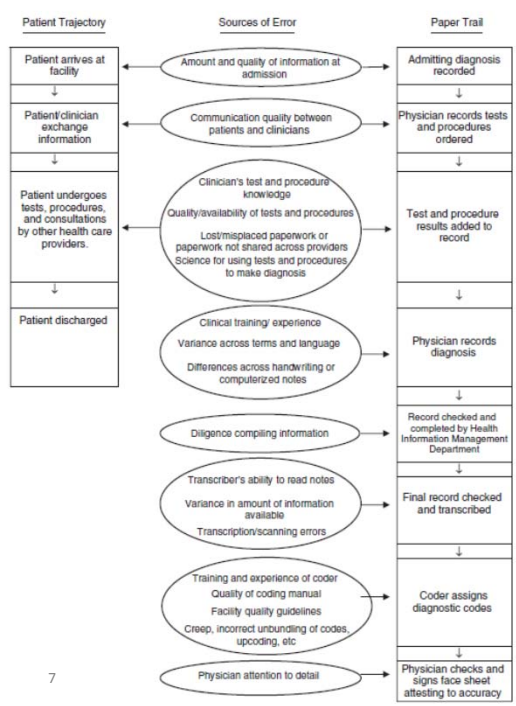 Patient Trajectory
Sources of Error
Paper Trail
Patient arrives at
facility
Amount and quality of information at
admission
Admitting diagnosis
recorded
Patient/clinician
exchange
information
Communication quality between
patients and clinicians
Physician records tests
and procedures
ordered
Patient undergoes
tests, procedures,
and consultations
by other health care
providers.
Clinician's test and procedure
knowledge
Quality/availability of tests and procedures
Lost/misplaced paperwork or
paperwork not shared across providers
Science for using tests and procedures
to make diagnosis
Test and procedure
results added to
record
Patient discharged
Clinical training/ experience
Variance across terms and language
Differences across handwriting or
computerized notes
Physician records
diagnosis
Diligence compiling information
Record checked and
completed by Health
Information Management
Department
Transcriber's ability to read notes
Variance in amount of information
available
Transcription/scanning errors
Final record checked
and transcribed
Training and experience of coder
Quality of coding manual
Facility quality guidelines
Creep, incorrect unbundling of codes,
upcoding, etc
Coder assigns
diagnostic codes
Physician attention to detail
Physician checks and
signs face sheet
attesting to accuracy
7